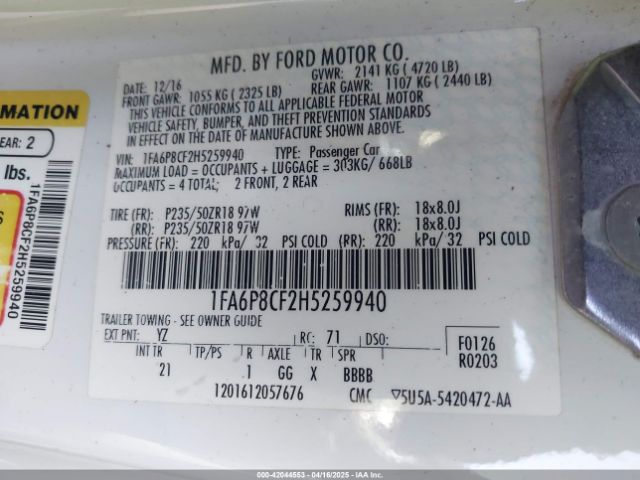 MFD. BY FORD MOTOR CO.
12/16 GVWR: 2141 KG ( 4720 LB)
FRONT GAWR: 1055 KG ( 2325 LB) REAR GAWR: 1107 KG ( 2440 LB)
THIS VEHICLE CONFORMS TO ALL APPLICABLE FEDERAL MOTOR
VEHICLE SAFETY, BUMPER, AND THEFT PREVENTION STANDARDS
IN EFFECT ON THE DATE OF MANUFACTURE SHOWN ABOVE.
VIN: 1FA6P8CF2H5259940 TYPE: Passenger Car
MAXIMUM LOAD = OCCUPANTS + LUGGAGE = 303KG/ 668LB
OCCUPANTS = 4 TOTAL; 2 FRONT, 2 REAR
TIRE (FR): P235/50ZR18 97W RIMS (FR): 18x8.0J
(RR): P235/50ZR18 97W (RR): 18x8.0J
PRESSURE (FR): 220 kPa/ 32 PSI COLD (RR): 220 kPa/ 32 PSI COLD
1FA6P8CF2H5259940
TRAILER TOWING - SEE OWNER GUIDE
EXT PNT: YZ RC: 71 DSO: F0126
INT TR TP/PS R AXLE TR SPR R0203
21 1 GG X BBBB
1201612057676 CMC 5U5A-5420472-AA
RMATION
EAR: 2
lbs.
S
1FA6P8CF2H5259940
00-42044553 - 04/16/2025 - IAA Inc.